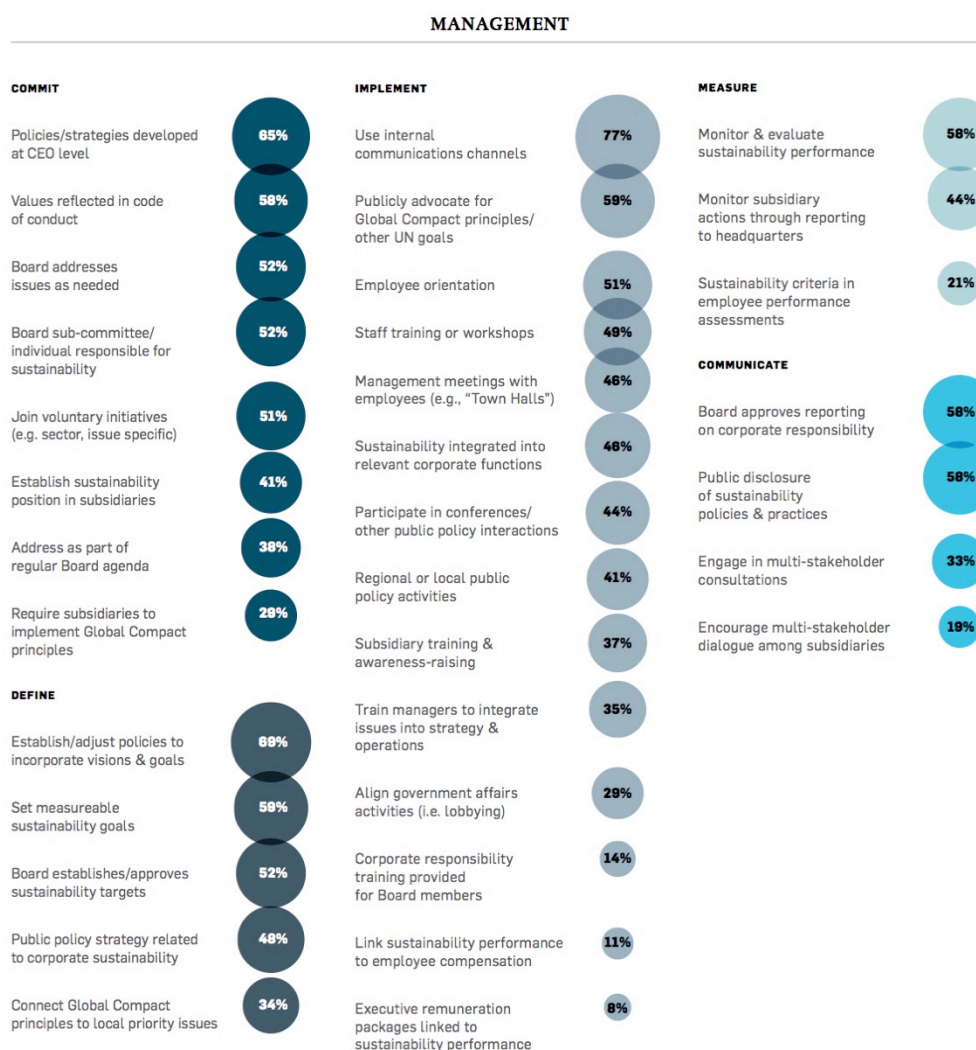 MANAGEMENT
COMMIT
Policies/strategies developed
at CEO level
65%
Values reflected in code
of conduct
58%
Board addresses
issues as needed
52%
Board sub-committee/
individual responsible for
sustainability
52%
Join voluntary initiatives
(e.g. sector, issue specific)
51%
Establish sustainability
position in subsidiaries
41%
Address as part of
regular Board agenda
38%
Require subsidiaries to
implement Global Compact
principles
29%
DEFINE
Establish/adjust policies to
incorporate visions & goals
69%
Set measureable
sustainability goals
59%
Board establishes/approves
sustainability targets
52%
Public policy strategy related
to corporate sustainability
48%
Connect Global Compact
principles to local priority issues
34%
IMPLEMENT
Use internal
communications channels
77%
Publicly advocate for
Global Compact principles/
other UN goals
59%
Employee orientation
51%
Staff training or workshops
49%
Management meetings with
employees (e.g., “Town Halls”)
46%
Sustainability integrated into
relevant corporate functions
46%
Participate in conferences/
other public policy interactions
44%
Regional or local public
policy activities
41%
Subsidiary training &
awareness-raising
37%
Train managers to integrate
issues into strategy &
operations
35%
Align government affairs
activities (i.e. lobbying)
29%
Corporate responsibility
training provided
for Board members
14%
Link sustainability performance
to employee compensation
11%
Executive remuneration
packages linked to
sustainability performance
8%
MEASURE
Monitor & evaluate
sustainability performance
58%
Monitor subsidiary
actions through reporting
to headquarters
44%
Sustainability criteria in
employee performance
assessments
21%
COMMUNICATE
Board approves reporting
on corporate responsibility
58%
Public disclosure
of sustainability
policies & practices
58%
Engage in multi-stakeholder
consultations
33%
Encourage multi-stakeholder
dialogue among subsidiaries
19%